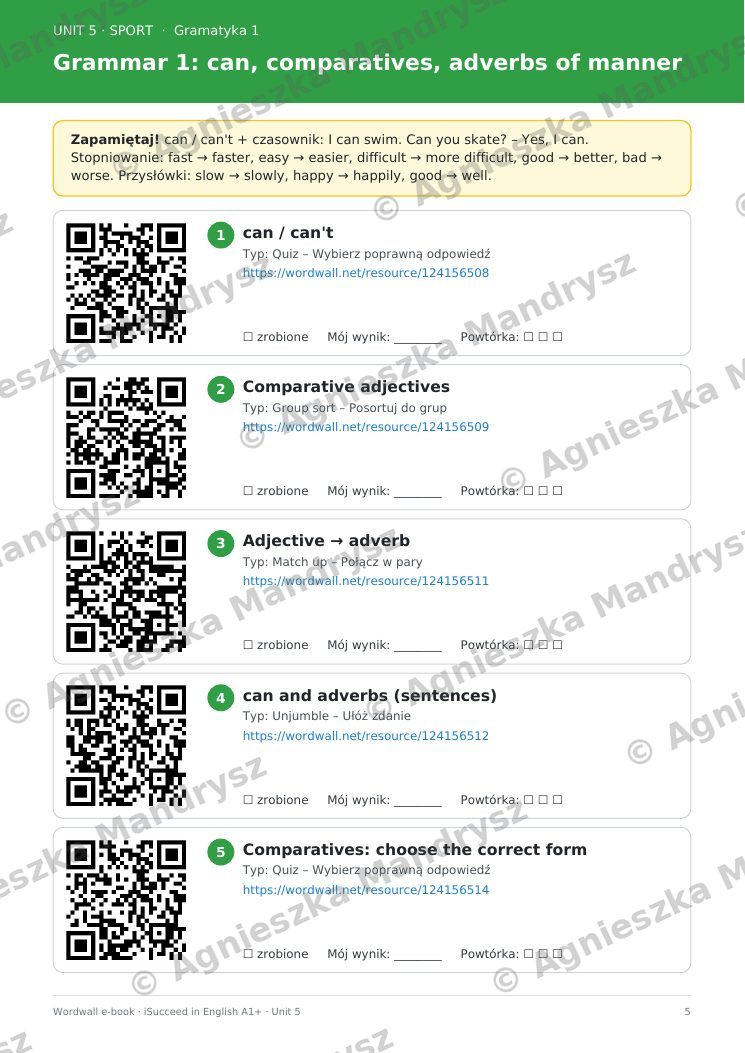 UNIT 5 · SPORT · Gramatyka 1
Grammar 1: can, comparatives, adverbs of manner
Zapamiętaj! can / can't + czasownik: I can swim. Can you skate? – Yes, I can.
Stopniowanie: fast → faster, easy → easier, difficult → more difficult, good → better, bad →
worse. Przysłówki: slow → slowly, happy → happily, good → well.
1 can / can't
Typ: Quiz – Wybierz poprawną odpowiedź
https://wordwall.net/resource/124156508
☐ zrobione Mój wynik: ________ Powtórka: ☐ ☐ ☐
2 Comparative adjectives
Typ: Group sort – Posortuj do grup
https://wordwall.net/resource/124156509
☐ zrobione Mój wynik: ________ Powtórka: ☐ ☐ ☐
3 Adjective → adverb
Typ: Match up – Połącz w pary
https://wordwall.net/resource/124156511
☐ zrobione Mój wynik: ________ Powtórka: ☐ ☐ ☐
4 can and adverbs (sentences)
Typ: Unjumble – Ułóż zdanie
https://wordwall.net/resource/124156512
☐ zrobione Mój wynik: ________ Powtórka: ☐ ☐ ☐
5 Comparatives: choose the correct form
Typ: Quiz – Wybierz poprawną odpowiedź
https://wordwall.net/resource/124156514
☐ zrobione Mój wynik: ________ Powtórka: ☐ ☐ ☐
Wordwall e-book · iSucceed in English A1+ · Unit 5 5
© Agnieszka Mandrysz